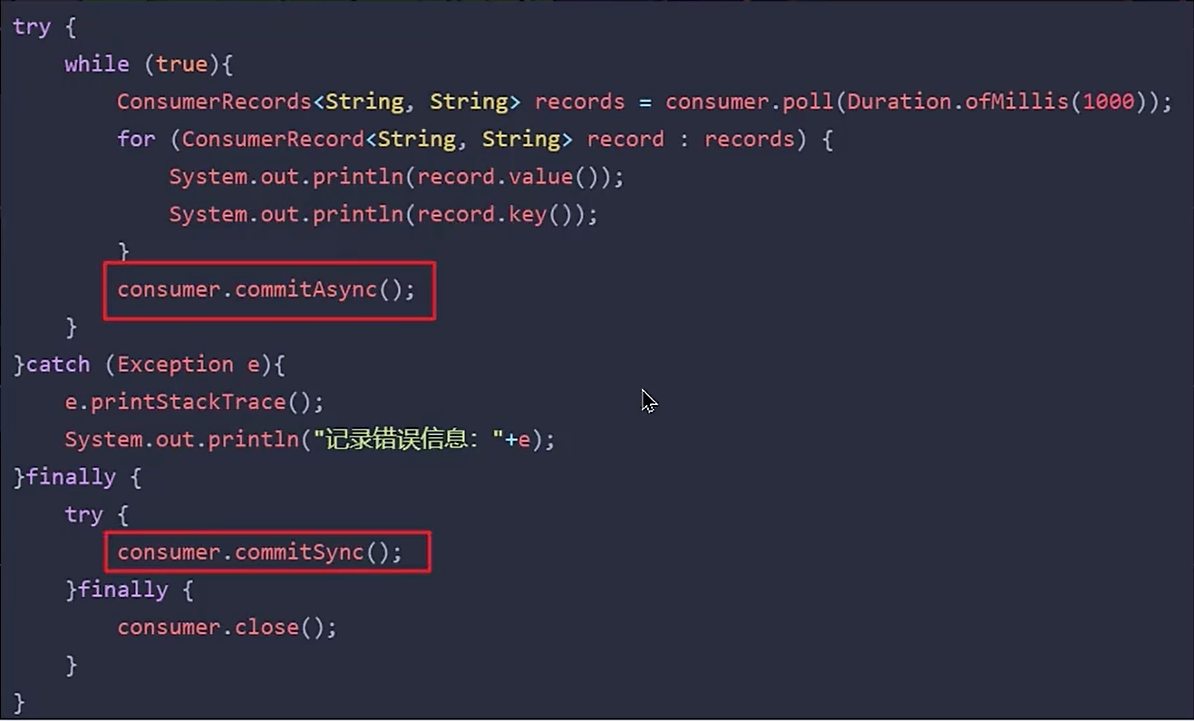 try {
    while (true){
        ConsumerRecords<String, String> records = consumer.poll(Duration.ofMillis(1000));
        for (ConsumerRecord<String, String> record : records) {
            System.out.println(record.value());
            System.out.println(record.key());
        }
        consumer.commitAsync();
    }
}catch (Exception e){
    e.printStackTrace();
    System.out.println("记录错误信息："+e);
}finally {
    try {
        consumer.commitSync();
    }finally {
        consumer.close();
    }
}